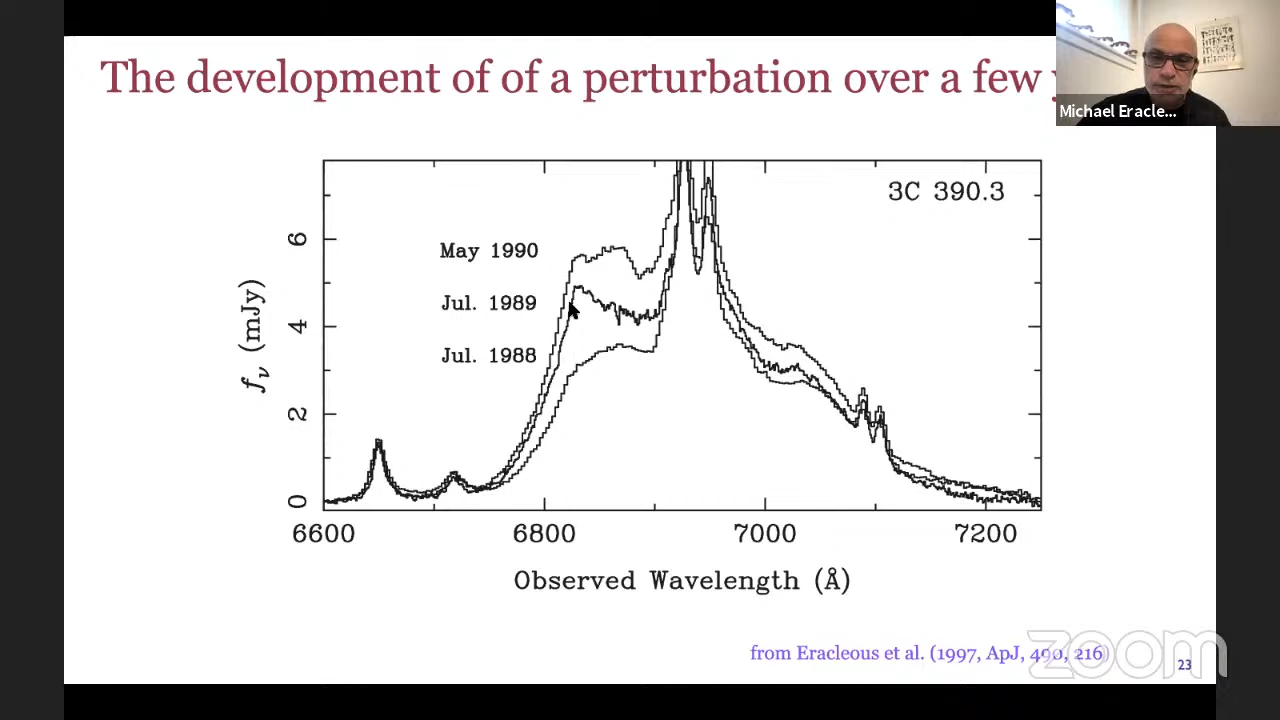 The development of of a perturbation over a few
Michael Eracle...
3C 390.3
May 1990
Jul. 1989
Jul. 1988
6
4
2
0
fν (mJy)
6600 6800 7000 7200
Observed Wavelength (Å)
from Eracleous et al. (1997, ApJ, 490, 216)
zoom
23